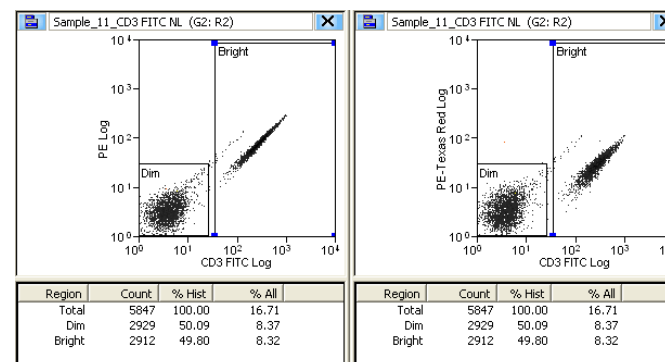 Sample_11_CD3 FITC NL (G2: R2)
10⁴
Bright
10³
PE Log
10²
Dim
10¹
10⁰
10⁰ 10¹ 10² 10³ 10⁴
CD3 FITC Log
Region Count % Hist % All
Total 5847 100.00 16.71
Dim 2929 50.09 8.37
Bright 2912 49.80 8.32
Sample_11_CD3 FITC NL (G2: R2)
10⁴
Bright
10³
PE-Texas Red Log
10²
Dim
10¹
10⁰
10⁰ 10¹ 10² 10³
CD3 FITC Log
Region Count % Hist % All
Total 5847 100.00 16.71
Dim 2929 50.09 8.37
Bright 2912 49.80 8.32